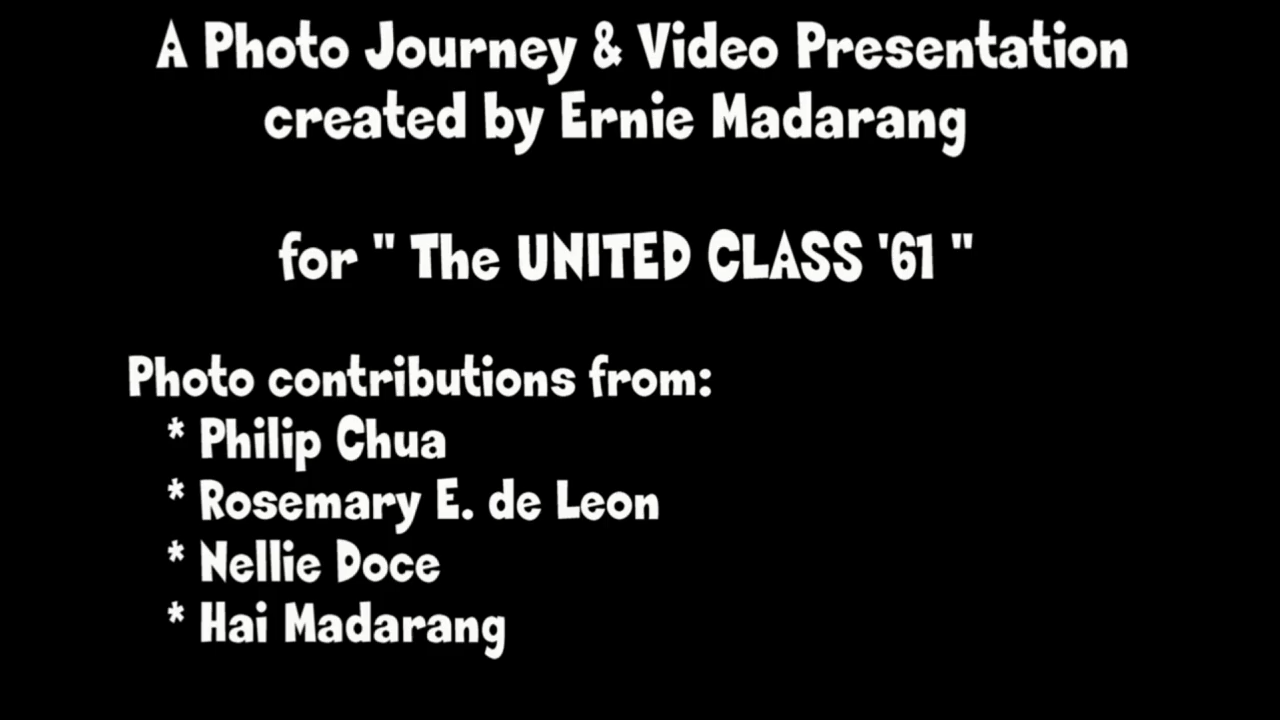 A Photo Journey & Video Presentation
created by Ernie Madarang
for " The UNITED CLASS '61 "
Photo contributions from:
* Philip Chua
* Rosemary E. de Leon
* Nellie Doce
* Hai Madarang